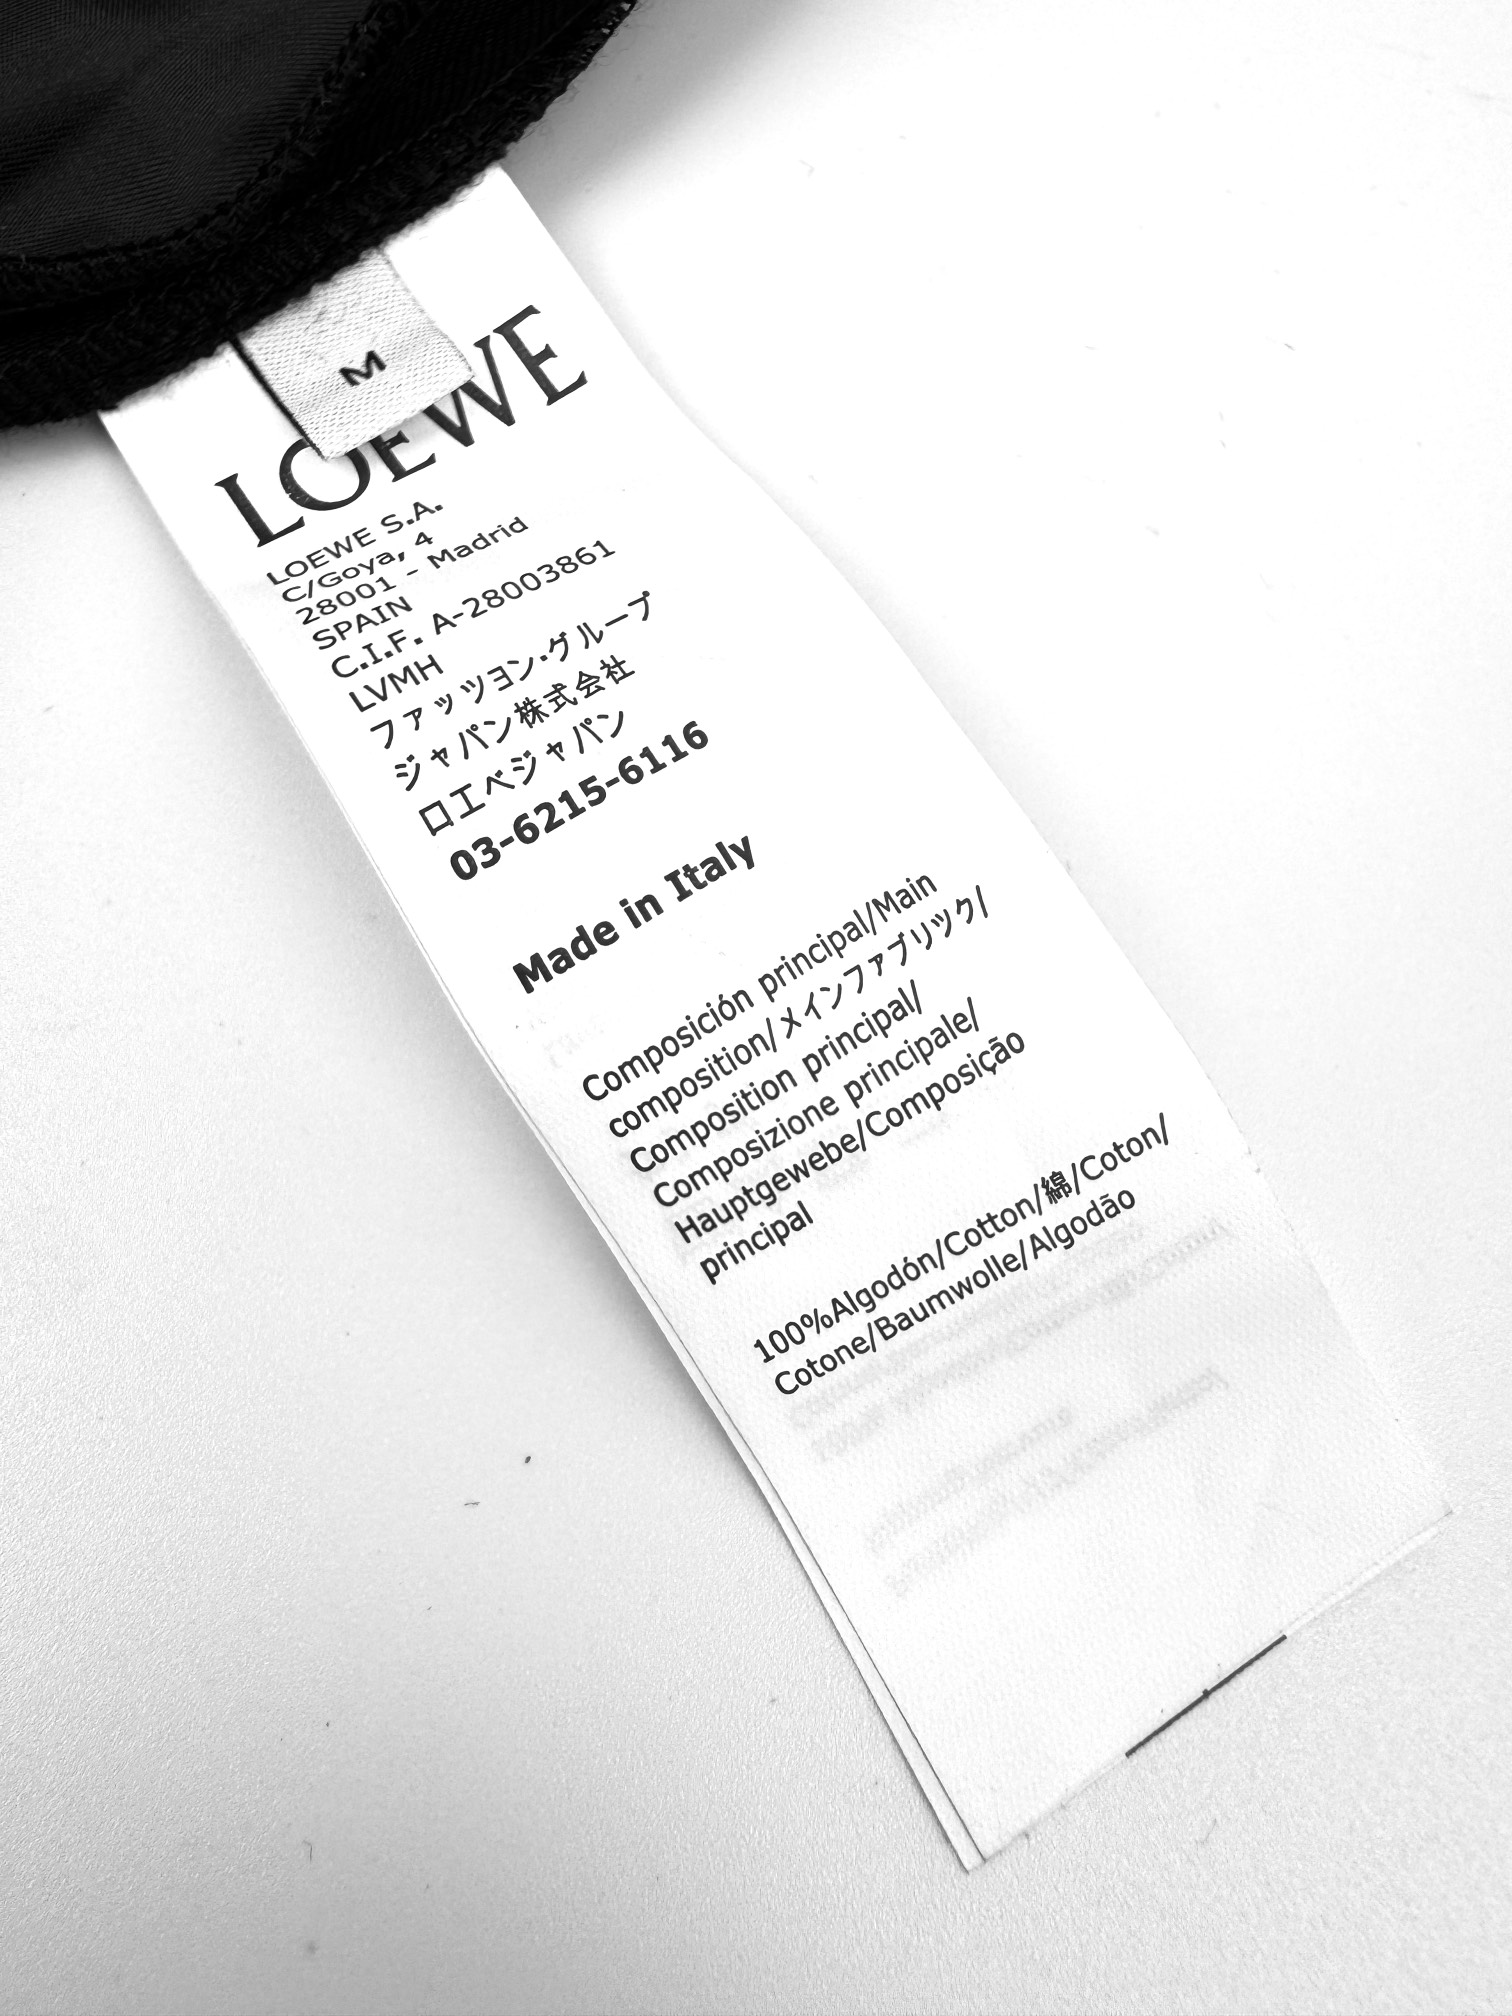 M
LOEWE
LOEWE S.A.
C/Goya, 4
28001 - Madrid
SPAIN
C.I.F. A-28003861
LVMH
ファッツヨン·グループ
ジャパン株式会社
ロエベジャパン
03-6215-6116
Made in Italy
Composición principal/Main
composition/メインファブリツク/
Composition principal/
Composizione principale/
Hauptgewebe/Composição
principal
100%Algodón/Cotton/綿/Coton/
Cotone/Baumwolle/Algodão